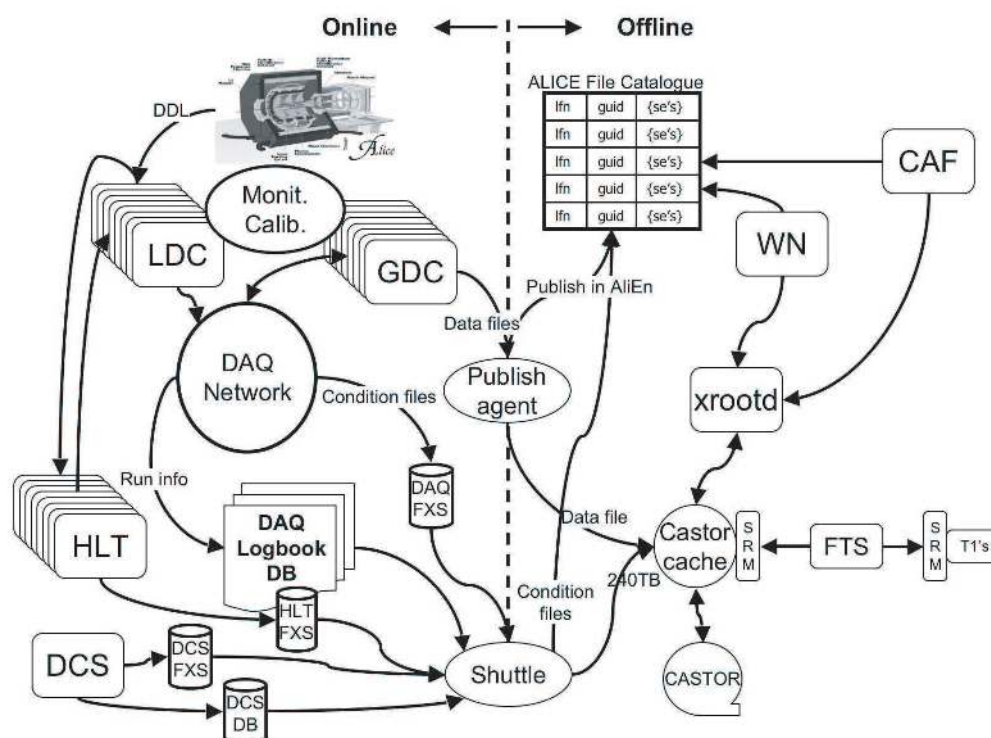 Online
Offline
ALICE File Catalogue
lfn guid {se's}
lfn guid {se's}
lfn guid {se's}
lfn guid {se's}
lfn guid {se's}
DDL
Alice
CAF
Monit.
Calib.
LDC
GDC
WN
Publish in AliEn
Data files
DAQ
Network
Condition files
Publish
agent
xrootd
Run info
DAQ
FXS
HLT
DAQ
Logbook
DB
Data file
Castor
cache
SRM
FTS
SRM
T1's
240TB
HLT
FXS
Condition
files
DCS
DCS
FXS
Shuttle
CASTOR
DCS
DB